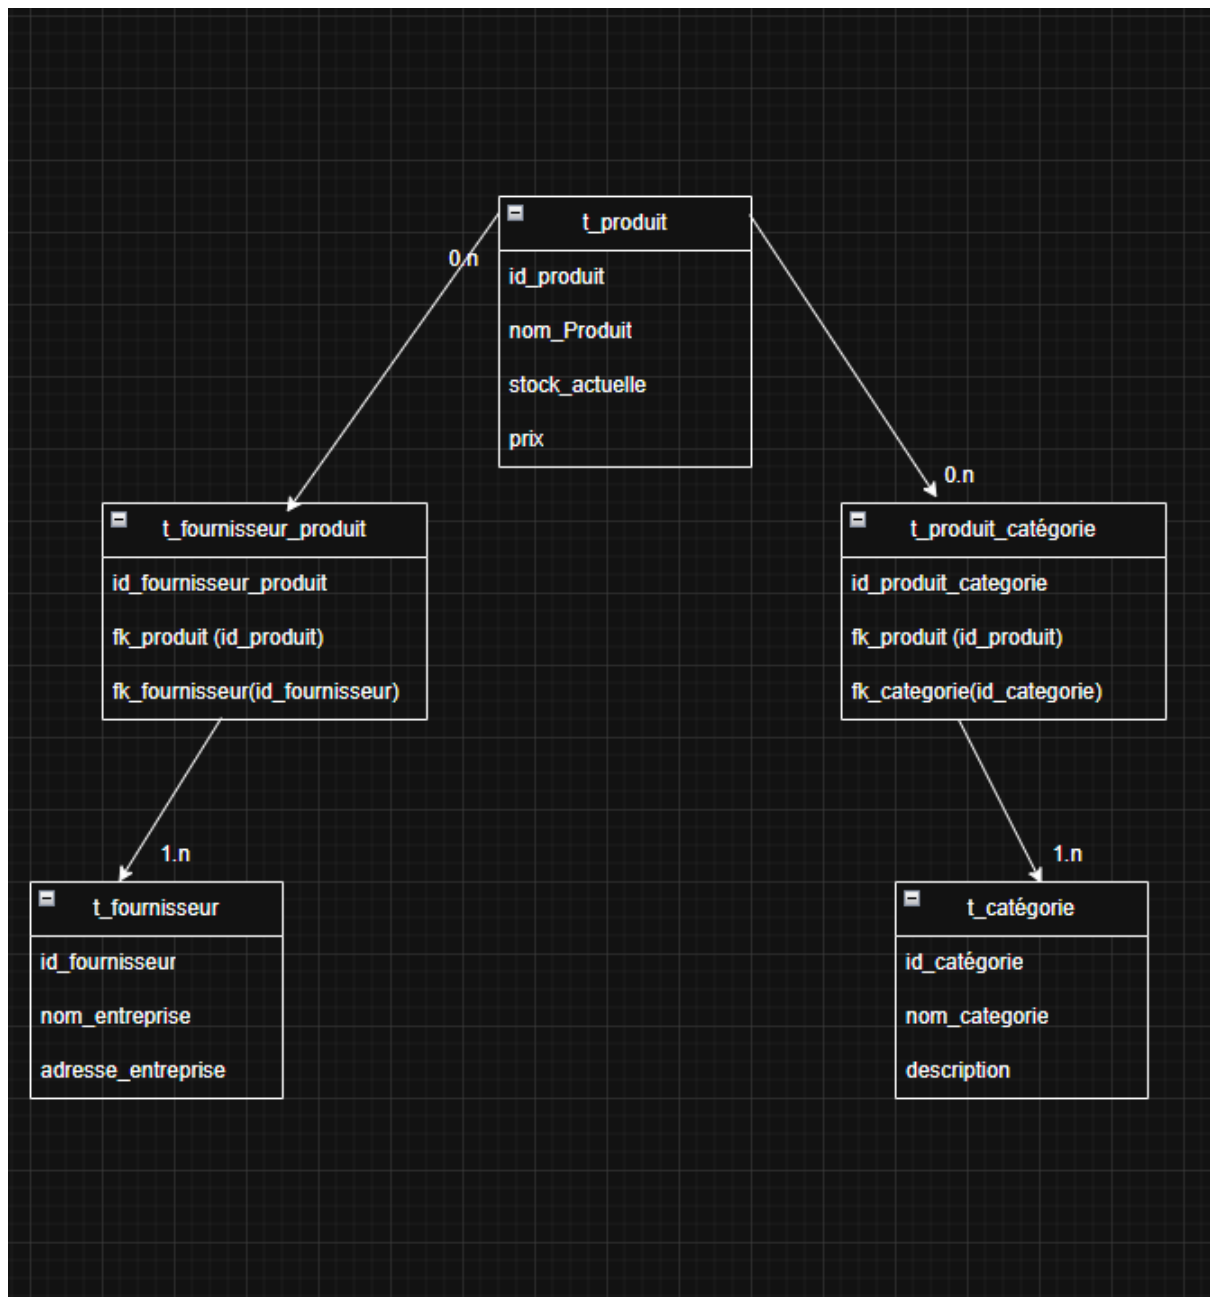 t_produit
id_produit
nom_Produit
stock_actuelle
prix
0.n
0.n
t_fournisseur_produit
id_fournisseur_produit
fk_produit (id_produit)
fk_fournisseur(id_fournisseur)
t_produit_catégorie
id_produit_categorie
fk_produit (id_produit)
fk_categorie(id_categorie)
1.n
1.n
t_fournisseur
id_fournisseur
nom_entreprise
adresse_entreprise
t_catégorie
id_catégorie
nom_categorie
description